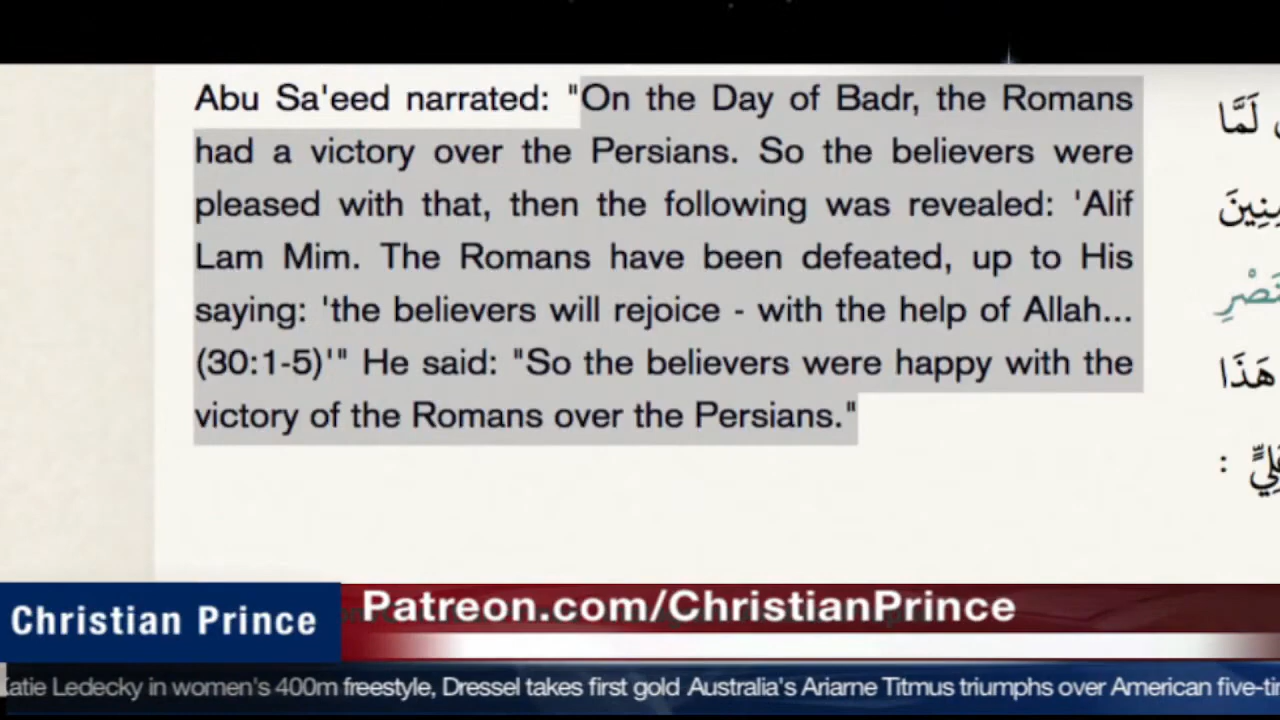 Abu Sa'eed narrated: "On the Day of Badr, the Romans
had a victory over the Persians. So the believers were
pleased with that, then the following was revealed: 'Alif
Lam Mim. The Romans have been defeated, up to His
saying: 'the believers will rejoice - with the help of Allah...
(30:1-5)'" He said: "So the believers were happy with the
victory of the Romans over the Persians."
لَمَّا
هَذَا
:
Christian Prince
Patreon.com/ChristianPrince
Katie Ledecky in women's 400m freestyle, Dressel takes first gold Australia's Ariarne Titmus triumphs over American five-ti